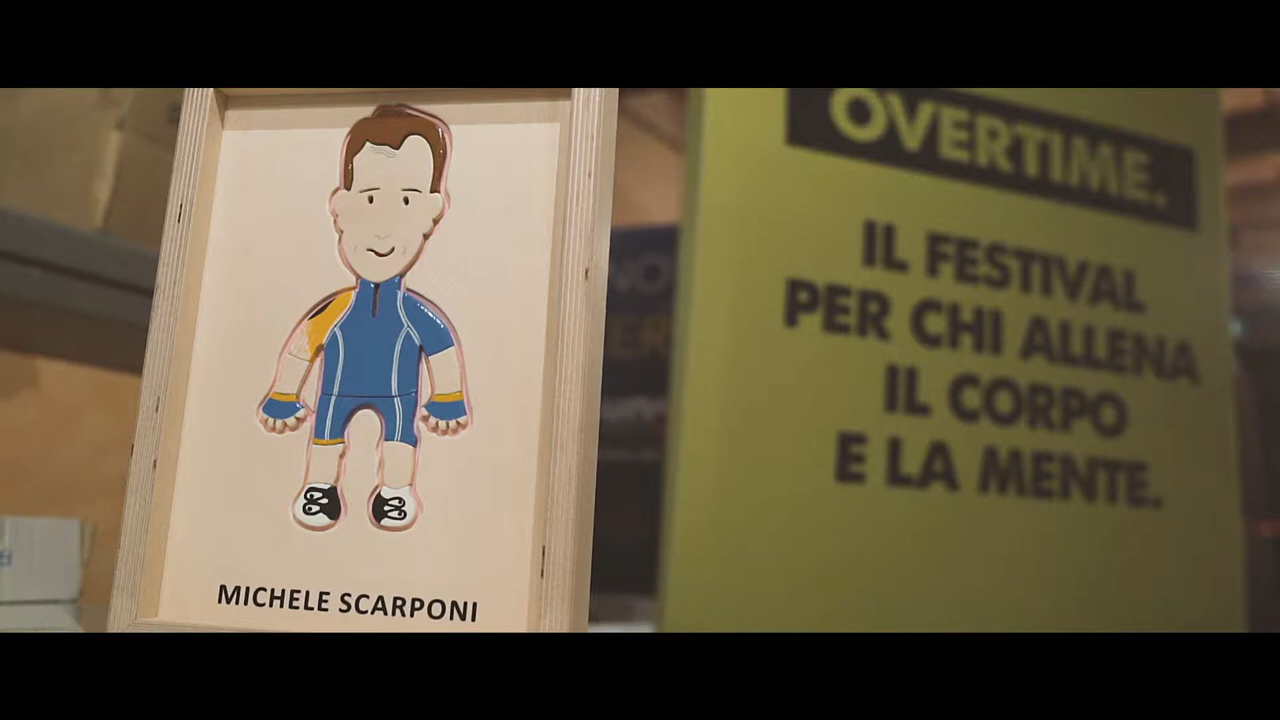 MICHELE SCARPONI
OVERTIME.
IL FESTIVAL
PER CHI ALLENA
IL CORPO
E LA MENTE.